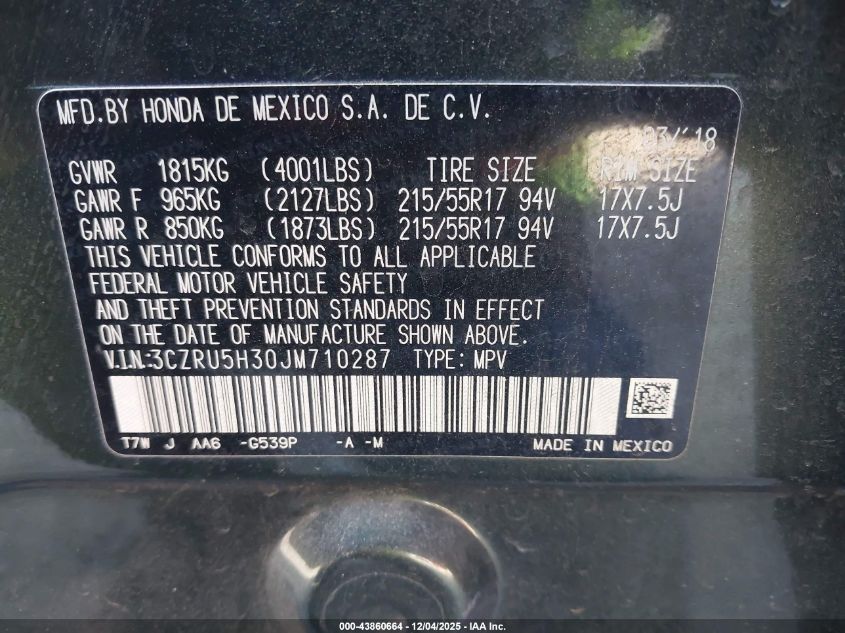 MFD.BY HONDA DE MEXICO S.A. DE C.V.
03/'18
GVWR 1815KG (4001LBS) TIRE SIZE RIM SIZE
GAWR F 965KG (2127LBS) 215/55R17 94V 17X7.5J
GAWR R 850KG (1873LBS) 215/55R17 94V 17X7.5J
THIS VEHICLE CONFORMS TO ALL APPLICABLE
FEDERAL MOTOR VEHICLE SAFETY
AND THEFT PREVENTION STANDARDS IN EFFECT
ON THE DATE OF MANUFACTURE SHOWN ABOVE.
V.I.N:3CZRU5H30JM710287 TYPE: MPV
T7W J AA6 -G539P -A -M MADE IN MEXICO
000-43860664 - 12/04/2025 - IAA Inc.